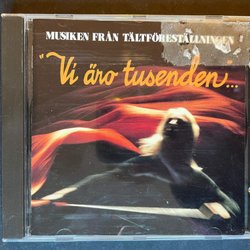 MUSIKEN FRÅN TÄLTFÖRESTÄLLNINGEN
"Vi äro tusenden...